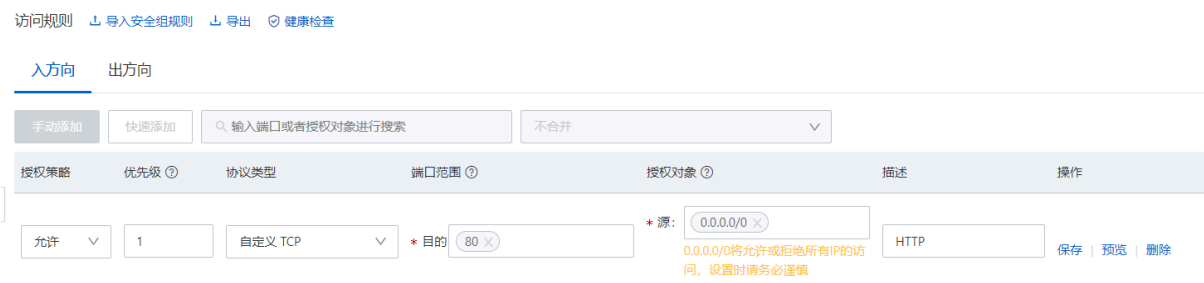 访问规则 导入安全组规则 导出 健康检查
入方向 出方向
手动添加 快速添加 输入端口或者授权对象进行搜索 不合并
授权策略 优先级 协议类型 端口范围 授权对象 描述 操作
允许 1 自定义 TCP * 目的 80 * 源: 0.0.0.0/0 HTTP 保存 预览 删除
0.0.0.0/0将允许或拒绝所有IP的访
问，设置时请务必谨慎